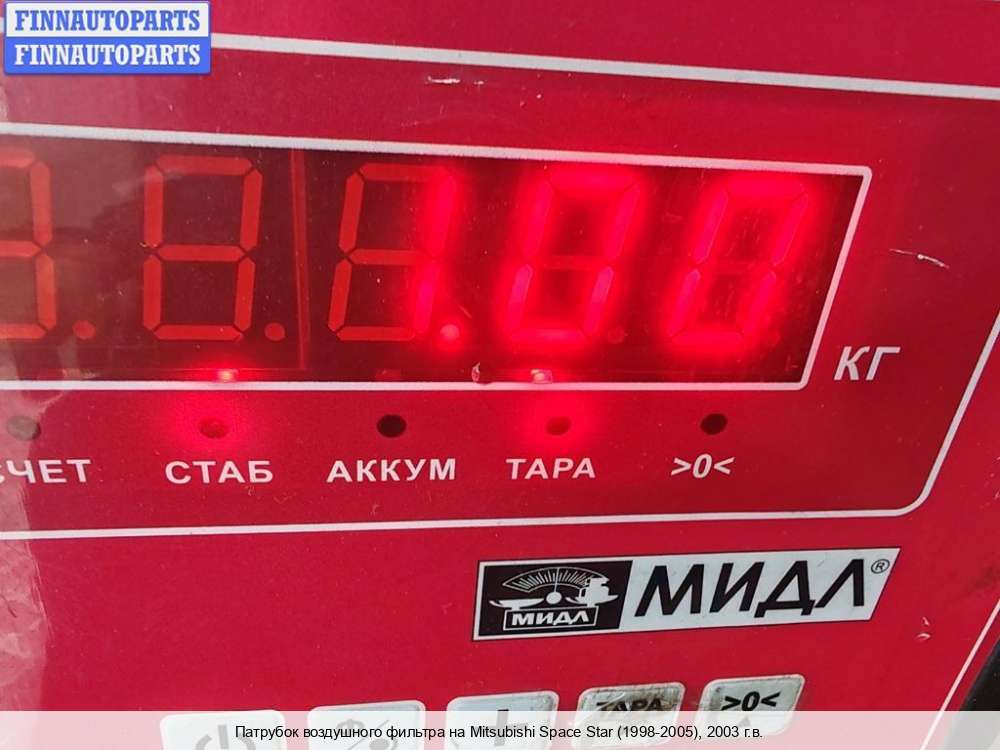 FINNAUTOPARTS
FINNAUTOPARTS
1.00
КГ
СЧЕТ СТАБ АККУМ ТАРА >0<
МИДЛ МИДЛ®
ТАРА >0<
Патрубок воздушного фильтра на Mitsubishi Space Star (1998-2005), 2003 г.в.